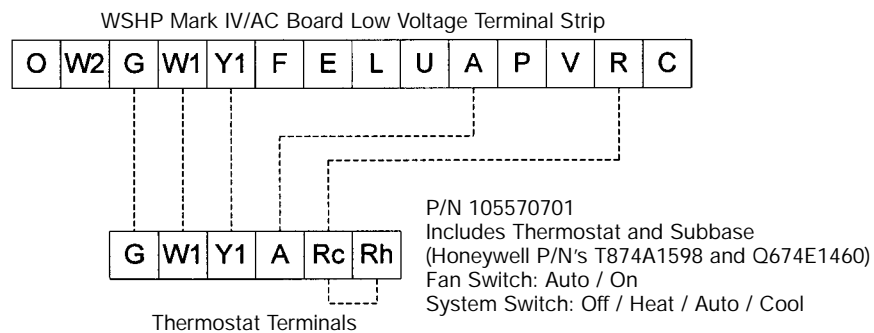 WSHP Mark IV/AC Board Low Voltage Terminal Strip
O W2 G W1 Y1 F E L U A P V R C
G W1 Y1 A Rc Rh
P/N 105570701
Includes Thermostat and Subbase
(Honeywell P/N's T874A1598 and Q674E1460)
Fan Switch: Auto / On
System Switch: Off / Heat / Auto / Cool
Thermostat Terminals